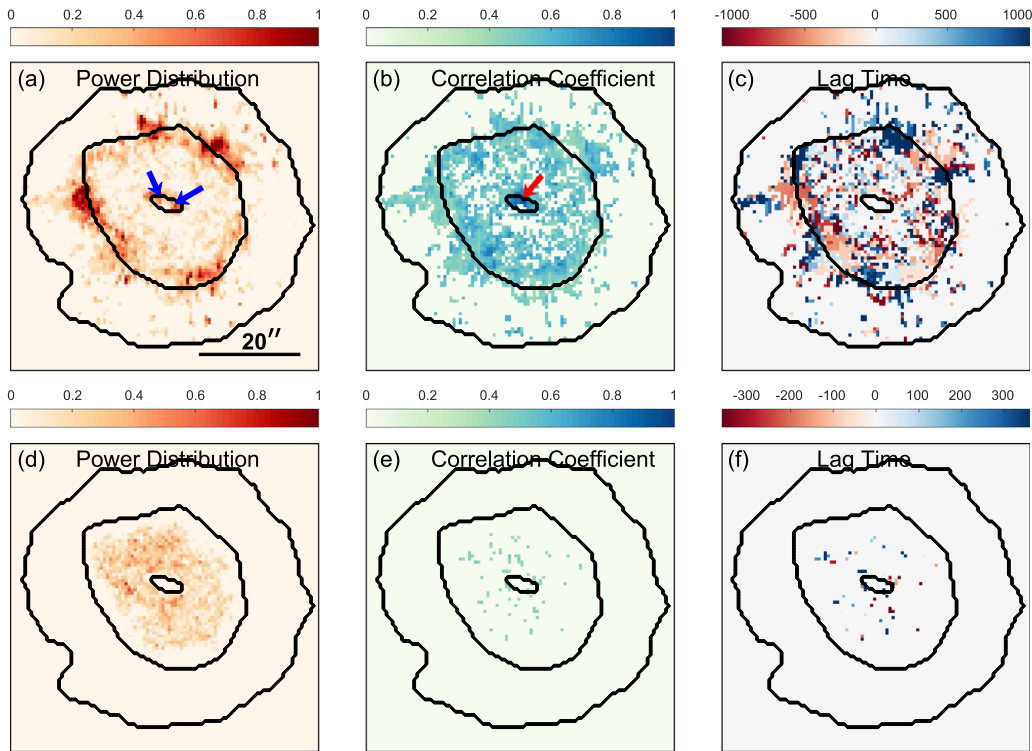 0 0.2 0.4 0.6 0.8 1
0 0.2 0.4 0.6 0.8 1
-1000 -500 0 500 1000
(a) Power Distribution
(b) Correlation Coefficient
(c) Lag Time
20″
0 0.2 0.4 0.6 0.8 1
0 0.2 0.4 0.6 0.8 1
-300 -200 -100 0 100 200 300
(d) Power Distribution
(e) Correlation Coefficient
(f) Lag Time